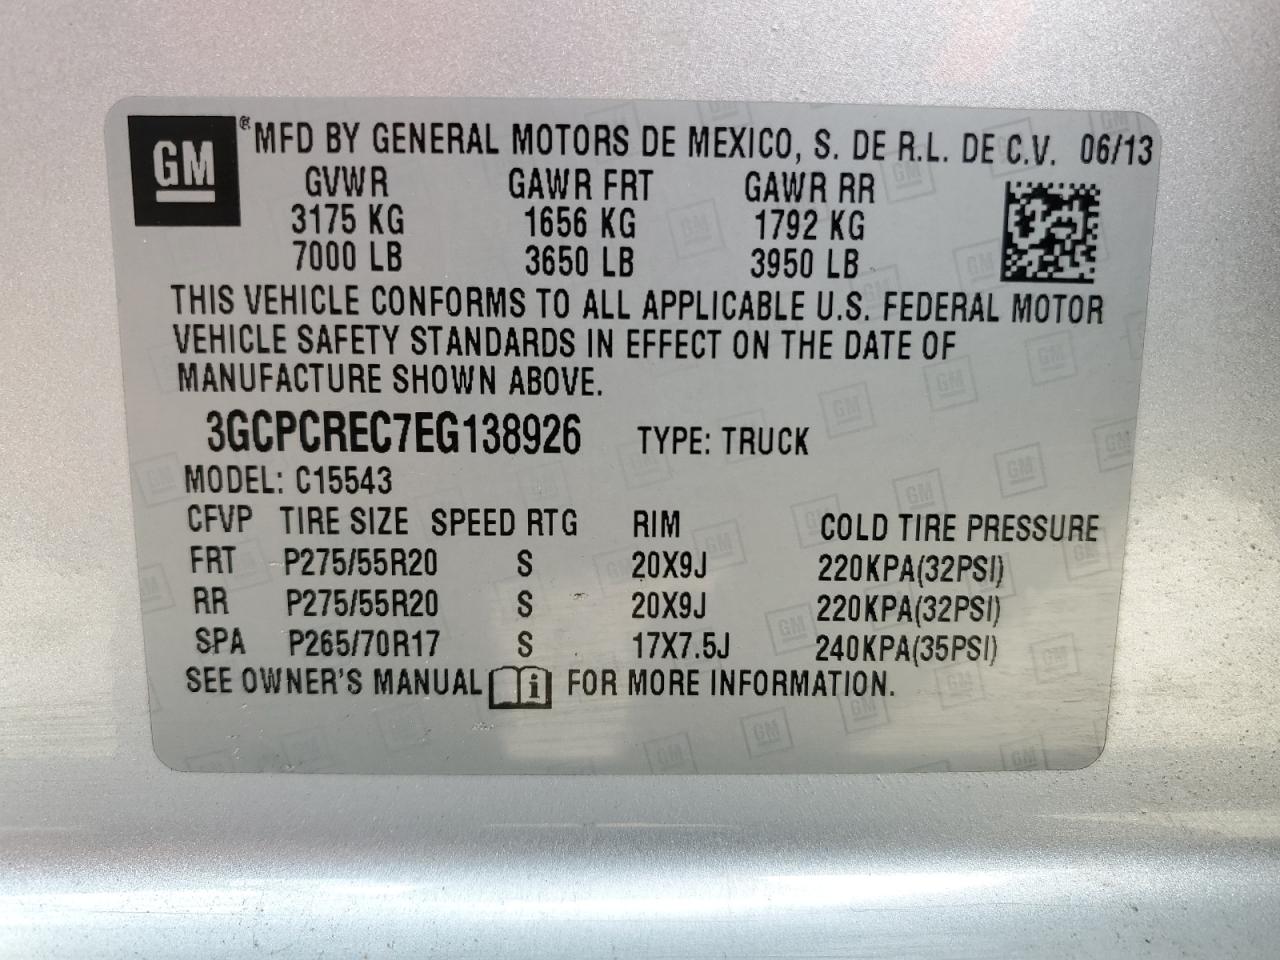 GM ® MFD BY GENERAL MOTORS DE MEXICO, S. DE R.L. DE C.V. 06/13
GVWR GAWR FRT GAWR RR
3175 KG 1656 KG 1792 KG
7000 LB 3650 LB 3950 LB
THIS VEHICLE CONFORMS TO ALL APPLICABLE U.S. FEDERAL MOTOR
VEHICLE SAFETY STANDARDS IN EFFECT ON THE DATE OF
MANUFACTURE SHOWN ABOVE.
3GCPCREC7EG138926 TYPE: TRUCK
MODEL: C15543
CFVP TIRE SIZE SPEED RTG RIM COLD TIRE PRESSURE
FRT P275/55R20 S 20X9J 220KPA(32PSI)
RR P275/55R20 S 20X9J 220KPA(32PSI)
SPA P265/70R17 S 17X7.5J 240KPA(35PSI)
SEE OWNER'S MANUAL i FOR MORE INFORMATION.